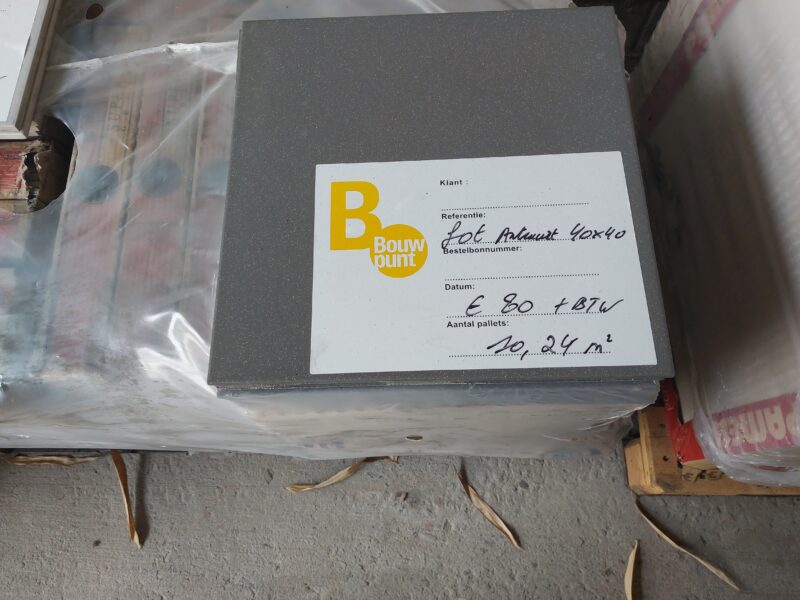 B
Bouw
punt
Klant :
Referentie:
Lot Antraciet 40x40
Bestelbonnummer:
Datum:
€ 80 + BTW
Aantal pallets:
10,24 m²